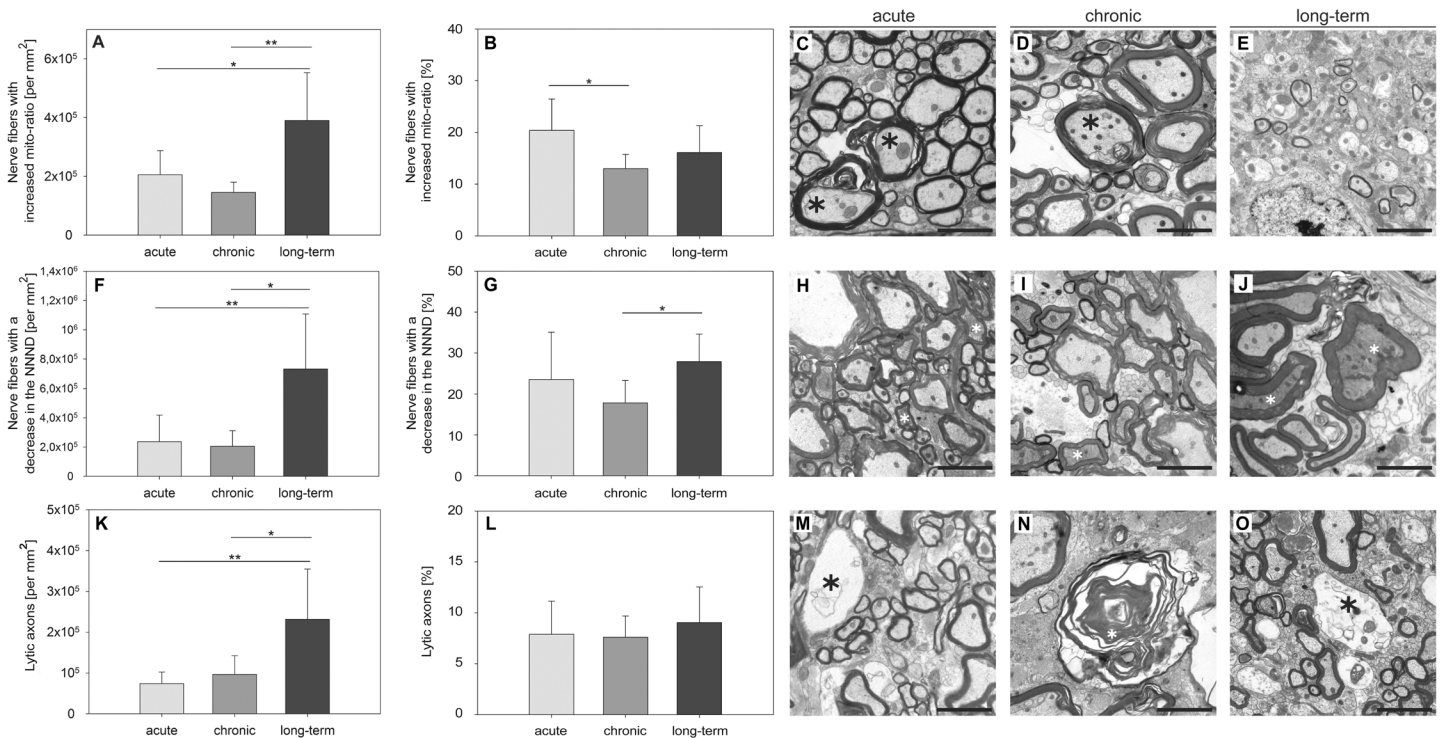 acute chronic long-term
A
Nerve fibers with
increased mito-ratio [per mm²]
6x10⁵
4x10⁵
2x10⁵
0
**
*
acute chronic long-term
B
Nerve fibers with
increased mito-ratio [%]
40
30
20
10
0
*
acute chronic long-term
C
*
*
D
*
E
F
Nerve fibers with a
decrease in the NNND [per mm²]
1,4x10⁶
10⁶
10⁶
8,0x10⁵
6,0x10⁵
4,0x10⁵
2,0x10⁵
0
*
**
acute chronic long-term
G
Nerve fibers with a
decrease in the NNND [%]
50
40
30
20
10
0
*
acute chronic long-term
H
*
*
I
*
J
*
*
K
Lytic axons [per mm²]
5x10⁵
4x10⁵
3x10⁵
2x10⁵
10⁵
0
*
**
acute chronic long-term
L
Lytic axons [%]
20
15
10
5
0
acute chronic long-term
M
*
N
*
O
*